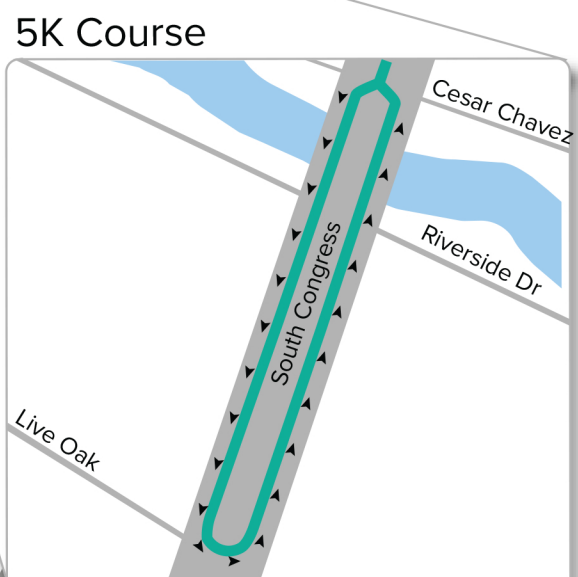 5K Course
Cesar Chavez
Riverside Dr
South Congress
Live Oak